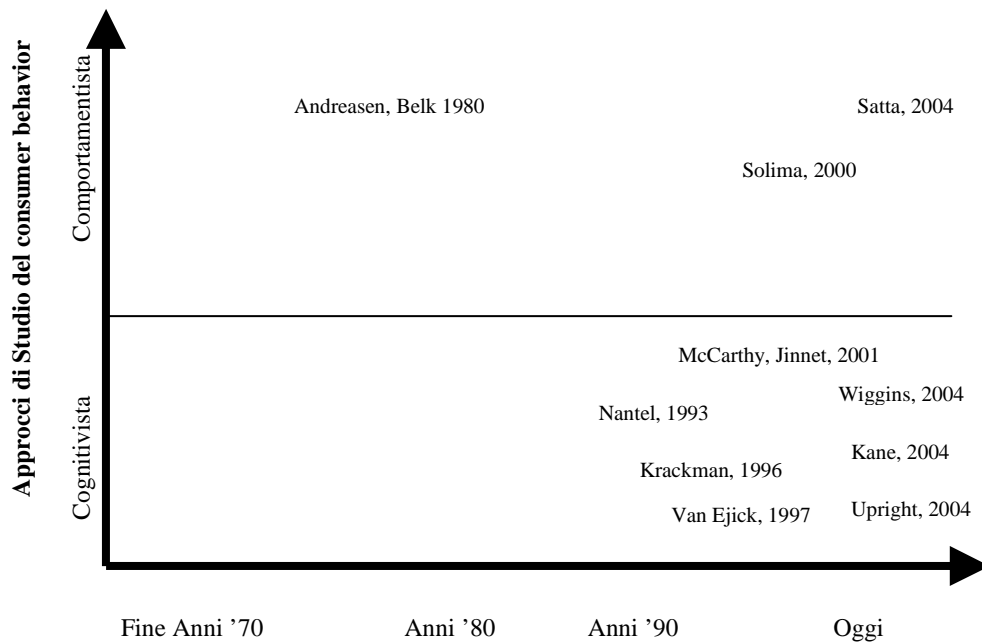 Approcci di Studio del consumer behavior
Comportamentista
Cognitivista
Andreasen, Belk 1980
Satta, 2004
Solima, 2000
McCarthy, Jinnet, 2001
Wiggins, 2004
Nantel, 1993
Kane, 2004
Krackman, 1996
Upright, 2004
Van Ejick, 1997
Fine Anni ’70
Anni ’80
Anni ’90
Oggi